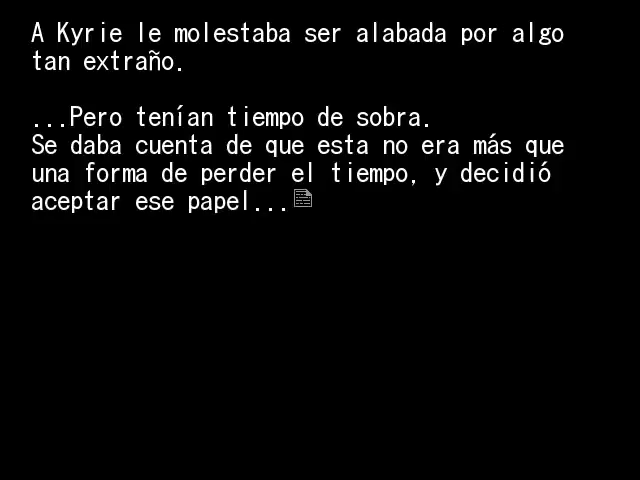 A Kyrie le molestaba ser alabada por algo
tan extraño.
...Pero tenían tiempo de sobra.
Se daba cuenta de que esta no era más que
una forma de perder el tiempo, y decidió
aceptar ese papel...